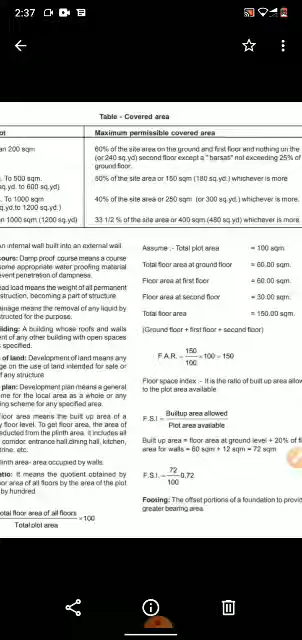 2:37
Table - Covered area
ot
Maximum permissible covered area
an 200 sqm
60% of the site area on the ground and first floor and nothing on the
(or 240 sq.yd) second floor except a "barsati" not exceeding 25% of
ground floor.
. To 500 sqm.
sq.yd. to 600 sq.yd)
50% of the site area or 150 sqm (180 sq.yd.) whichever is more
. To 1000 sqm
q.yd.to 1200 sq.yd.)
40% of the site area or 250 sqm (or 300 sq.yd.) whichever is more.
n 1000 sqm (1200 sq.yd)
33 1/2 % of the site area or 400 sqm.(480 sq.yd) whichever is more
An internal wall built into an external wall.
ourse: Damp proof course means a course
some appropriate water proofing material
event penetration of dampness.
ead load means the weight of all permanent
struction, becoming a part of structure
ainage means the removal of any liquid by
tructed for the purpose.
ilding: A building whose roofs and walls
ent of any other building with open spaces
specified.
of land: Development of land means any
ge on the use of land intended for sale or
f any structure
plan: Development plan means a general
me for the local area as a whole or any
ing scheme for any specified area.
loor area means the built up area of a
y floor level. To get floor area, the area of
educted from the plinth area. It includes all
corridor, entrance hall,dining hall, kitchen,
trine, etc.
linth area- area occupied by walls.
atio: It means the quotient obtained by
oor area of all floors by the area of the plot
by hundred
otal floor area of all floors
Total plot area
×100
Assume :- Total plot area = 100 sqm.
Total floor area at ground floor = 60.00 sqm.
Floor area at first floor = 60.00 sqm.
Floor area at second floor = 30.00 sqm.
Total floor area = 150.00 sqm.
(Ground floor + first floor + second floor)
F.A.R. = 150/100 × 100 = 150
Floor space index :- It is the ratio of built up area allow
to the plot area available.
F.S.I = Builtup area allowed
Plot area available
Built up area = floor area at ground level + 20% of fl
area for walls = 60 sqm + 12 sqm = 72 sqm
F.S.I. = 72/100 0.72
Footing: The offset portions of a foundation to provid
greater bearing area.